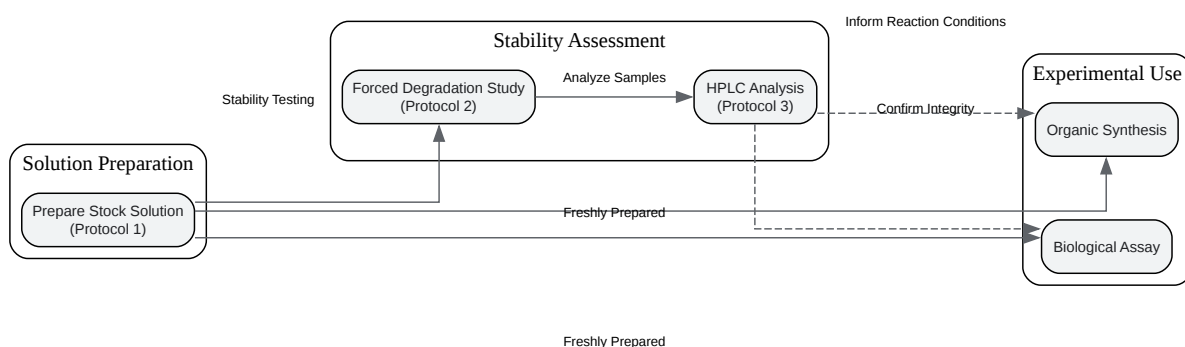 Inform Reaction Conditions
Stability Assessment
Experimental Use
Forced Degradation Study
(Protocol 2)
Analyze Samples
HPLC Analysis
(Protocol 3)
Stability Testing
Confirm Integrity
Organic Synthesis
Solution Preparation
Prepare Stock Solution
(Protocol 1)
Freshly Prepared
Biological Assay
Freshly Prepared